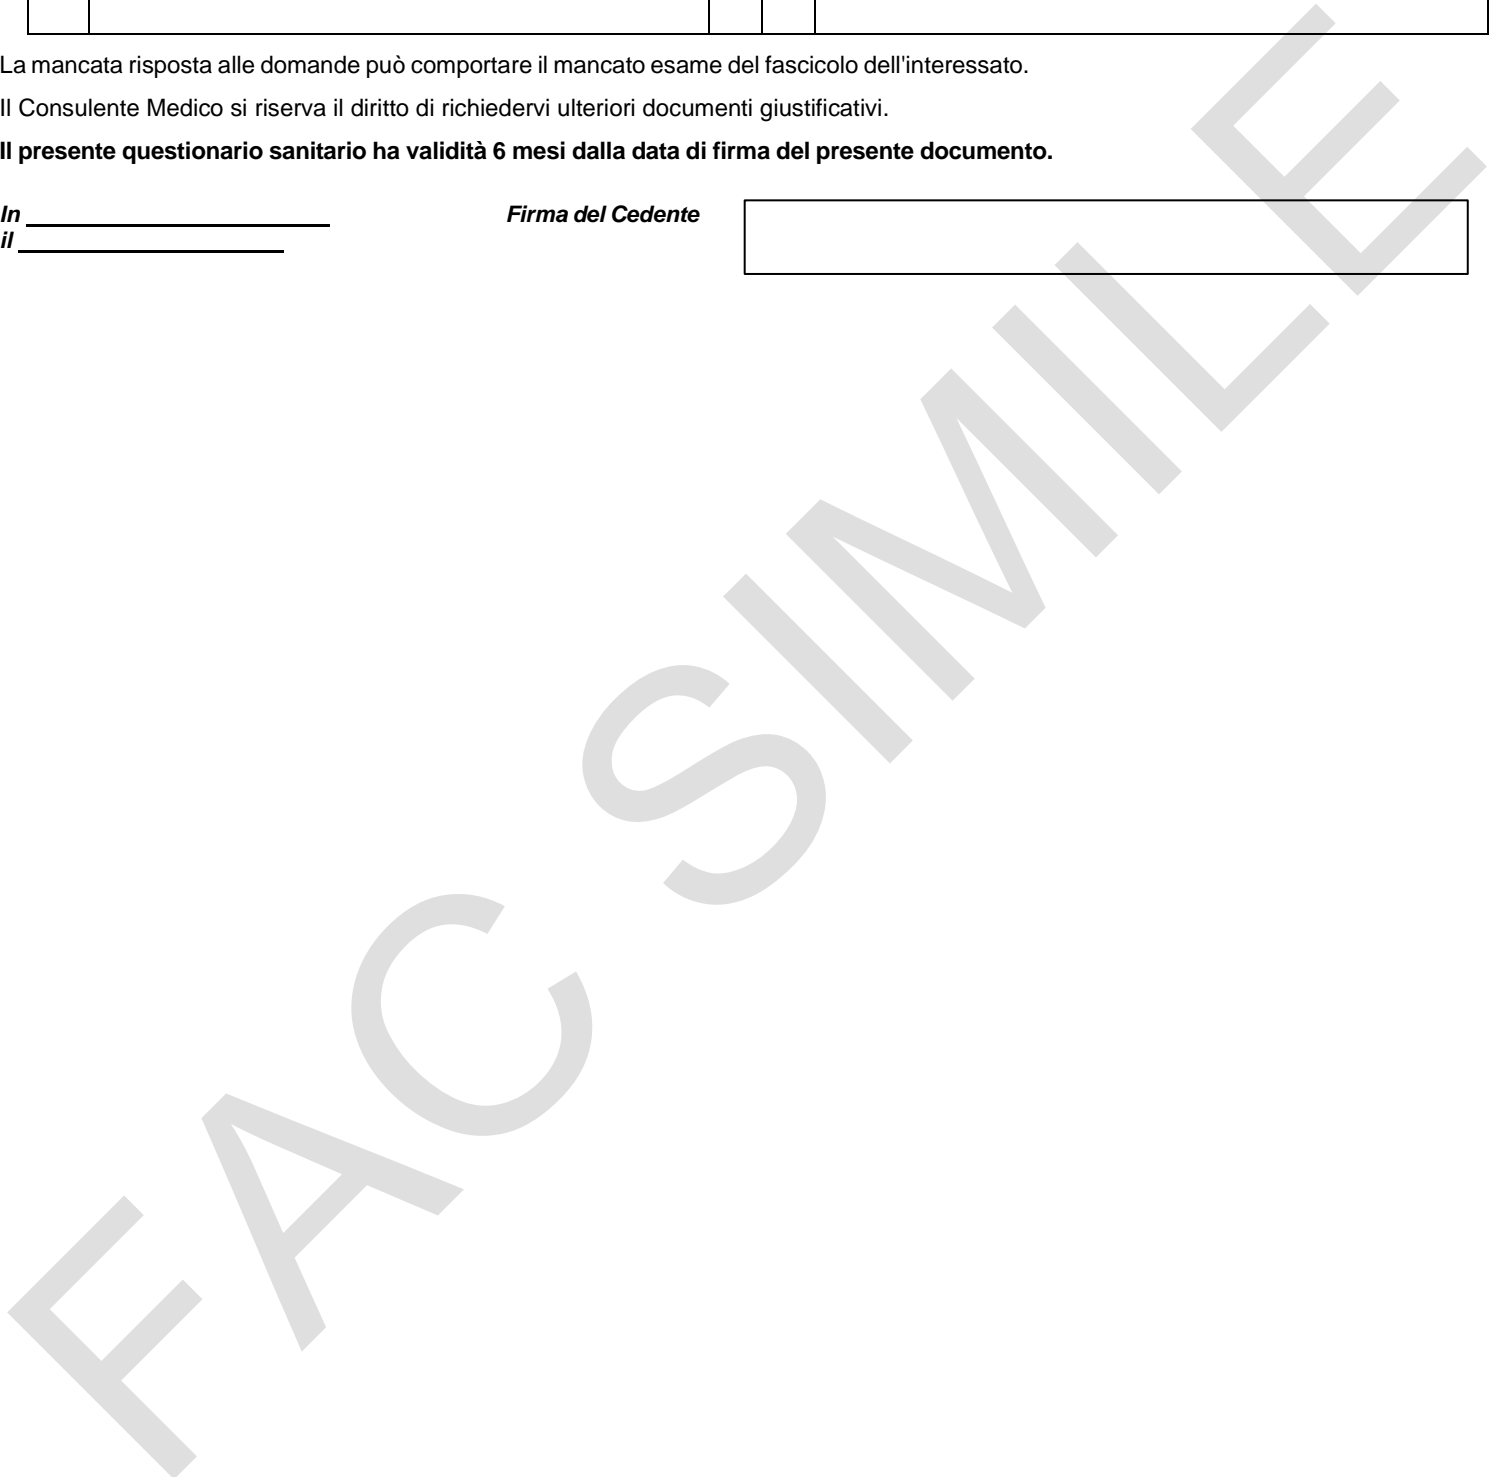 La mancata risposta alle domande può comportare il mancato esame del fascicolo dell'interessato.
Il Consulente Medico si riserva il diritto di richiedervi ulteriori documenti giustificativi.
Il presente questionario sanitario ha validità 6 mesi dalla data di firma del presente documento.
In
il
Firma del Cedente
FAC SIMILE